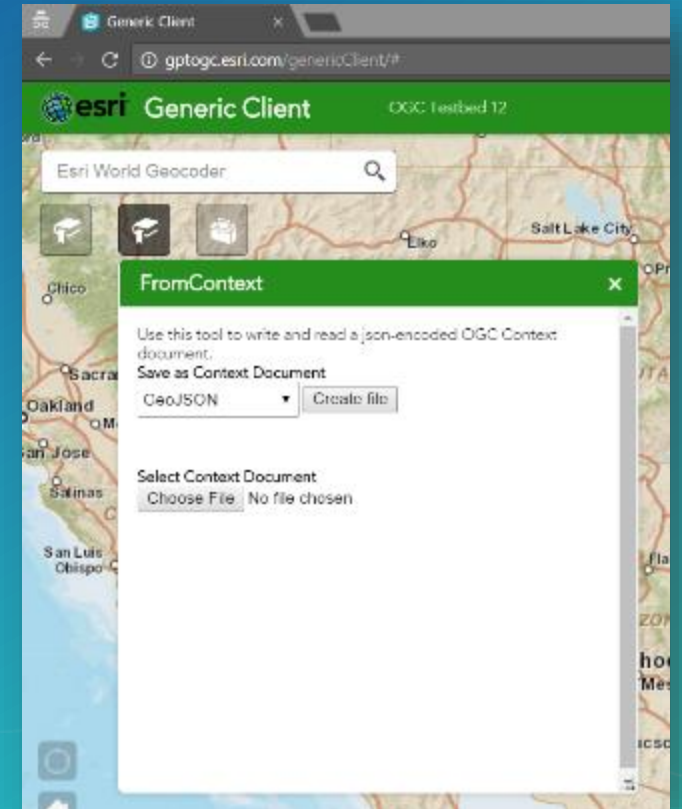 Generic Client
gptogc.esri.com/genericClient/#
esri Generic Client
OGC Testbed 12
Esri World Geocoder
Elko
Salt Lake City
Chico
FromContext
Use this tool to write and read a json-encoded OGC Context
document.
Save as Context Document
GeoJSON
Create file
Oakland
Salinas
Select Context Document
Choose File No file chosen
San Luis
Obispo